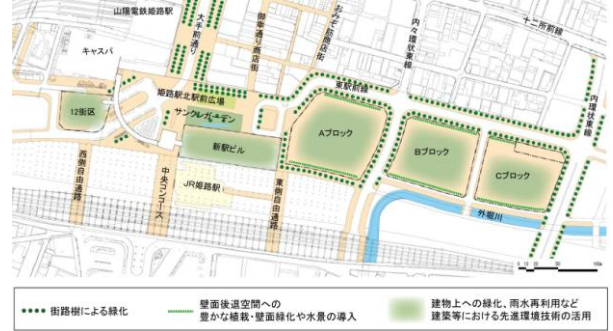 山陽電鉄姫路駅
大手前通り
御幸通り商店街
おみぞ筋商店街
内々環状東線
十二所前線
内環状東線
キャスパ
姫路駅北駅前広場
東駅前線
12街区
サンクンガーデン
新駅ビル
Aブロック
Bブロック
Cブロック
西側自由通路
中央コンコース
JR姫路駅
東側自由通路
外堀川
街路樹による緑化
壁面後退空間への
豊かな植栽・壁面緑化や水景の導入
建物上への緑化、雨水再利用など
建築等における先進環境技術の活用